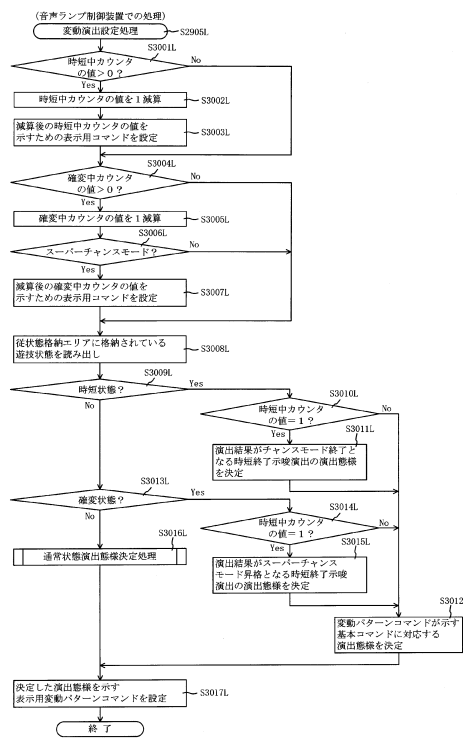 (音声ランプ制御装置での処理)
変動演出設定処理
S2905L
S3001L
時短中カウンタ
の値>0?
No
Yes
時短中カウンタの値を1減算
S3002L
減算後の時短中カウンタの値を
示すための表示用コマンドを設定
S3003L
S3004L
確変中カウンタ
の値>0?
No
Yes
確変中カウンタの値を1減算
S3005L
S3006L
スーパーチャンスモード?
No
Yes
減算後の確変中カウンタの値を
示すための表示用コマンドを設定
S3007L
従状態格納エリアに格納されている
遊技状態を読み出し
S3008L
S3009L
時短状態?
Yes
No
S3010L
時短中カウンタ
の値=1?
No
Yes
S3011L
演出結果がチャンスモード終了と
なる時短終了示唆演出の演出態様
を決定
S3013L
確変状態?
Yes
No
S3014L
時短中カウンタ
の値=1?
No
Yes
S3015L
演出結果がスーパーチャンス
モード昇格となる時短終了示唆
演出の演出態様を決定
S3016L
通常状態演出態様決定処理
S3012
変動パターンコマンドが示す
基本コマンドに対応する
演出態様を決定
決定した演出態様を示す
表示用変動パターンコマンドを設定
S3017L
終了